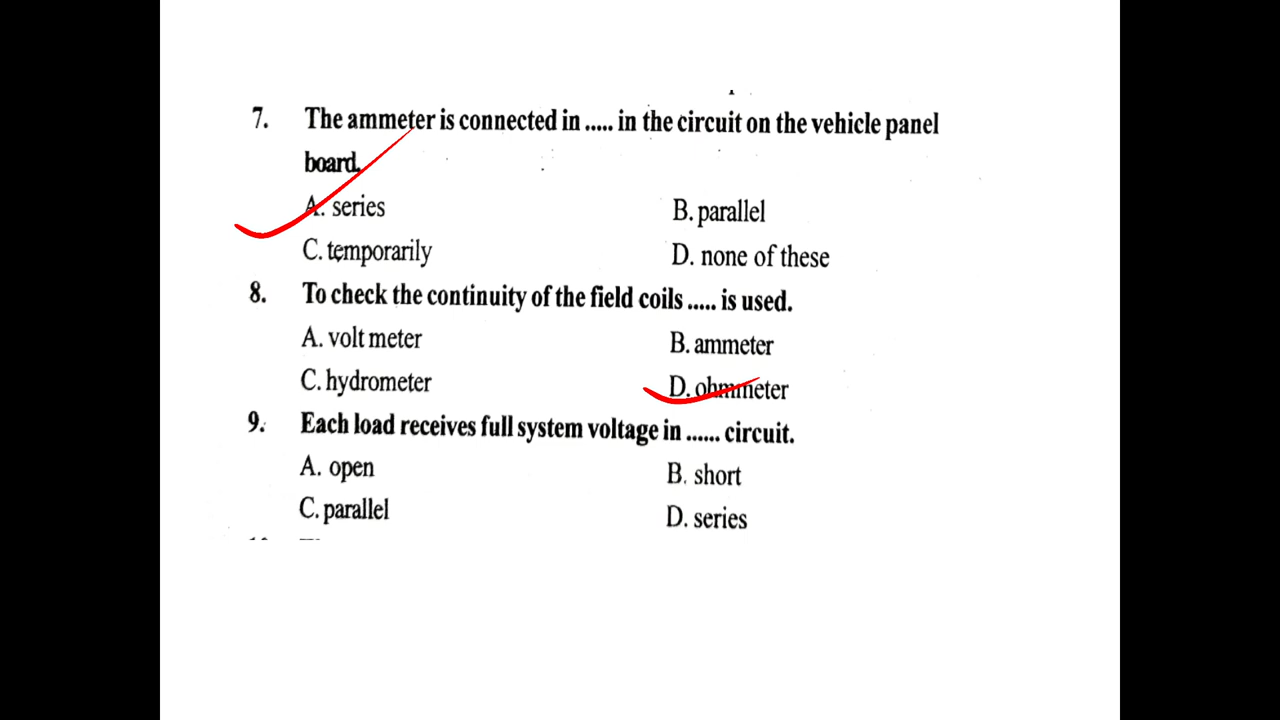 7. The ammeter is connected in ..... in the circuit on the vehicle panel
board.
A. series B. parallel
C. temporarily D. none of these
8. To check the continuity of the field coils ..... is used.
A. volt meter B. ammeter
C. hydrometer D. ohmmeter
9. Each load receives full system voltage in ...... circuit.
A. open B. short
C. parallel D. series